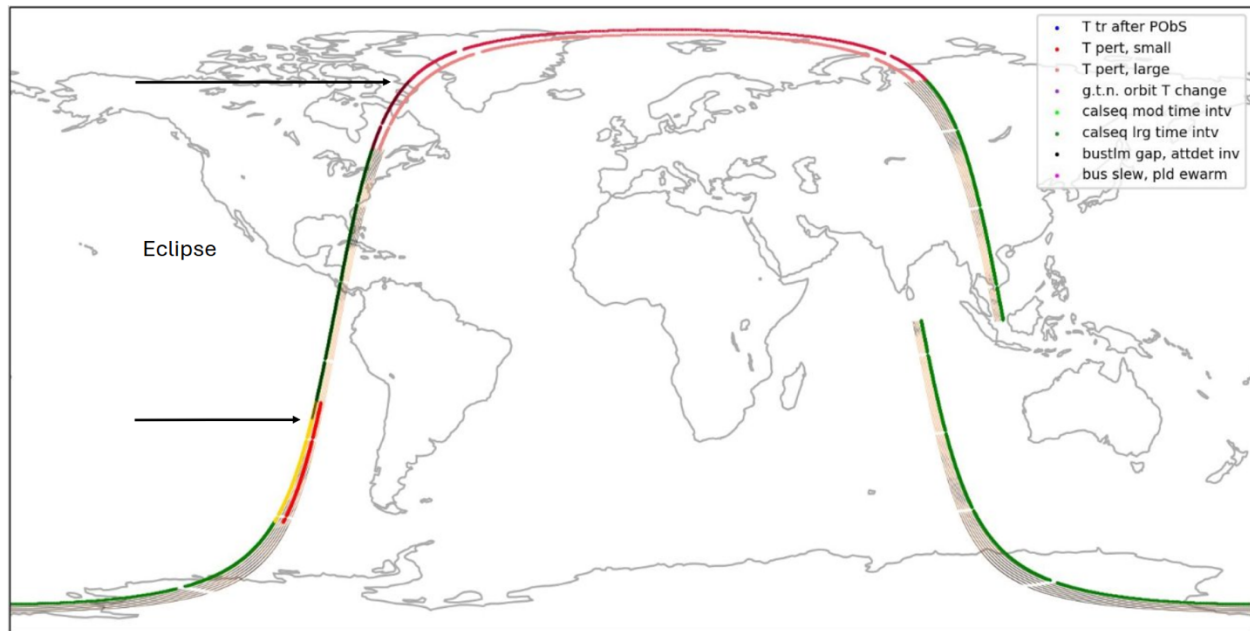 T tr after PObS
T pert, small
T pert, large
g.t.n. orbit T change
calseq mod time intv
calseq lrg time intv
bustlm gap, attdet inv
bus slew, pld ewarm
Eclipse